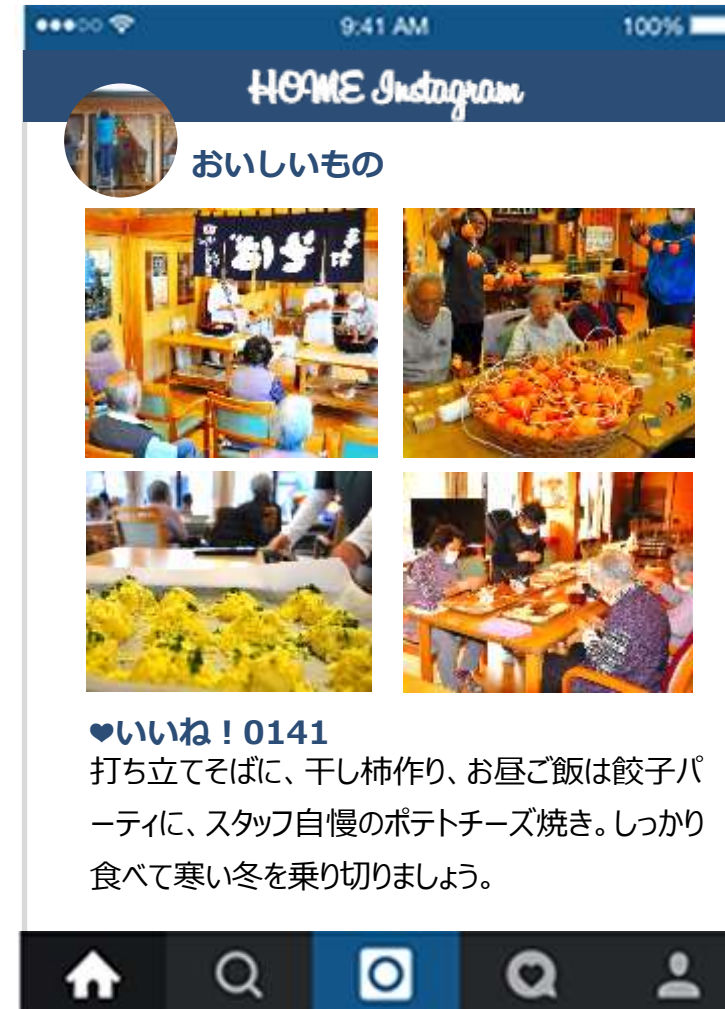 9:41 AM
100%
HOME Instagram
おいしいもの
❤いいね！0141
打ち立てそばに、干し柿作り、お昼ご飯は餃子パ
ーティに、スタッフ自慢のポテトチーズ焼き。しっかり
食べて寒い冬を乗り切りましょう。